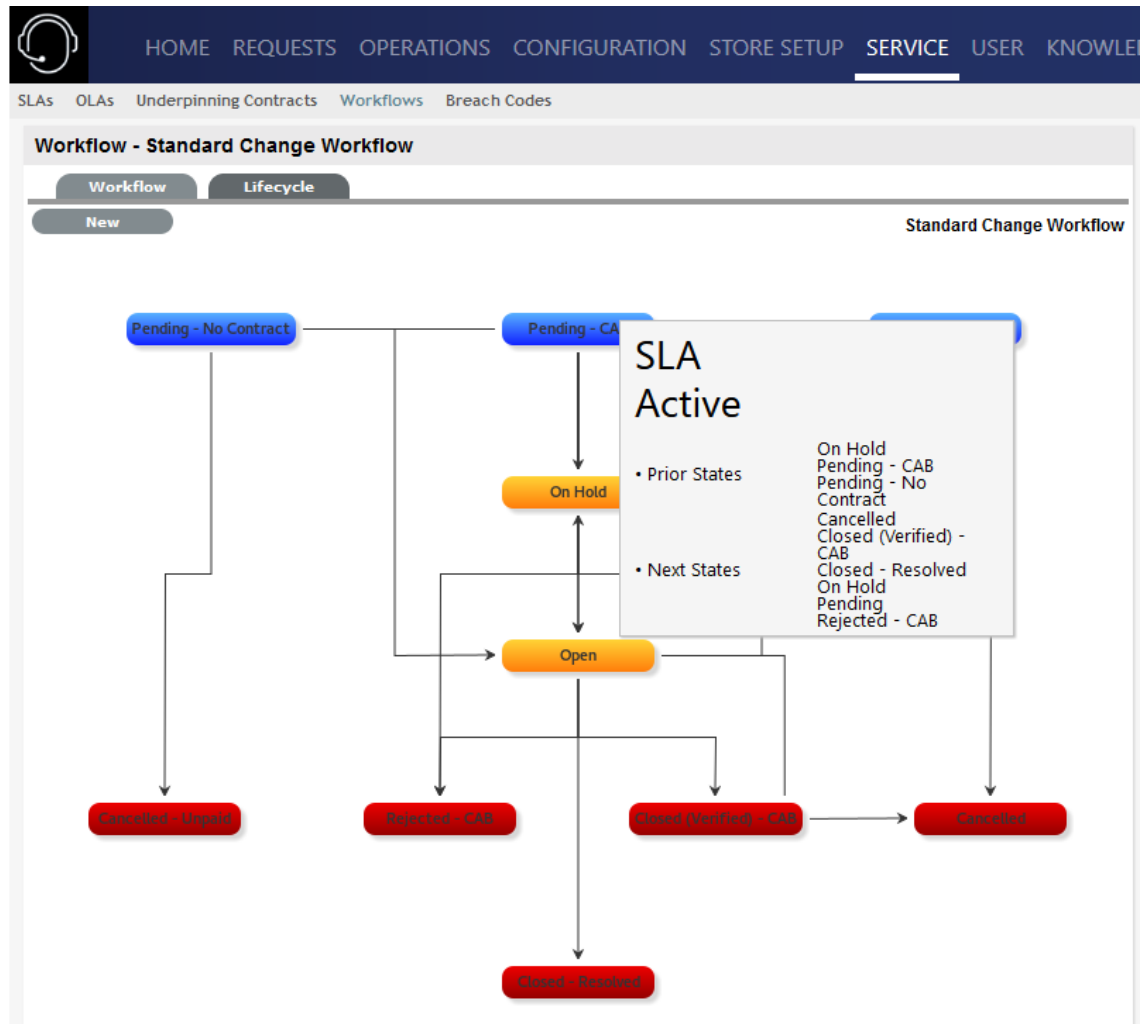 HOME REQUESTS OPERATIONS CONFIGURATION STORE SETUP SERVICE USER KNOWLE
SLAs OLAs Underpinning Contracts Workflows Breach Codes
Workflow - Standard Change Workflow
Workflow Lifecycle
New
Standard Change Workflow
Pending - No Contract
Pending - CA
SLA
Active
• Prior States
On Hold
Pending - CAB
Pending - No
Contract
• Next States
Cancelled
Closed (Verified) -
CAB
Closed - Resolved
On Hold
Pending
Rejected - CAB
On Hold
Open
Cancelled - Unpaid
Rejected - CAB
Closed (Verified) - CAB
Cancelled
Closed - Resolved